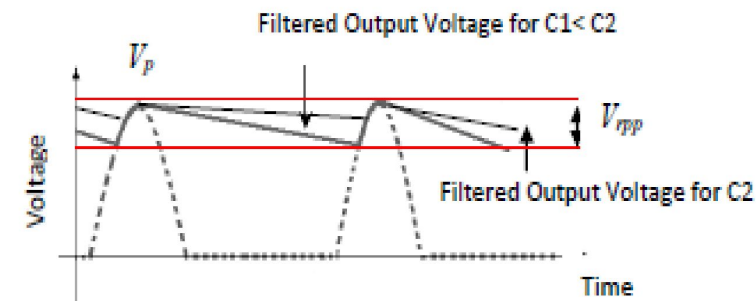 Filtered Output Voltage for C1< C2
Vp
Vrpp
Voltage
Filtered Output Voltage for C2
Time